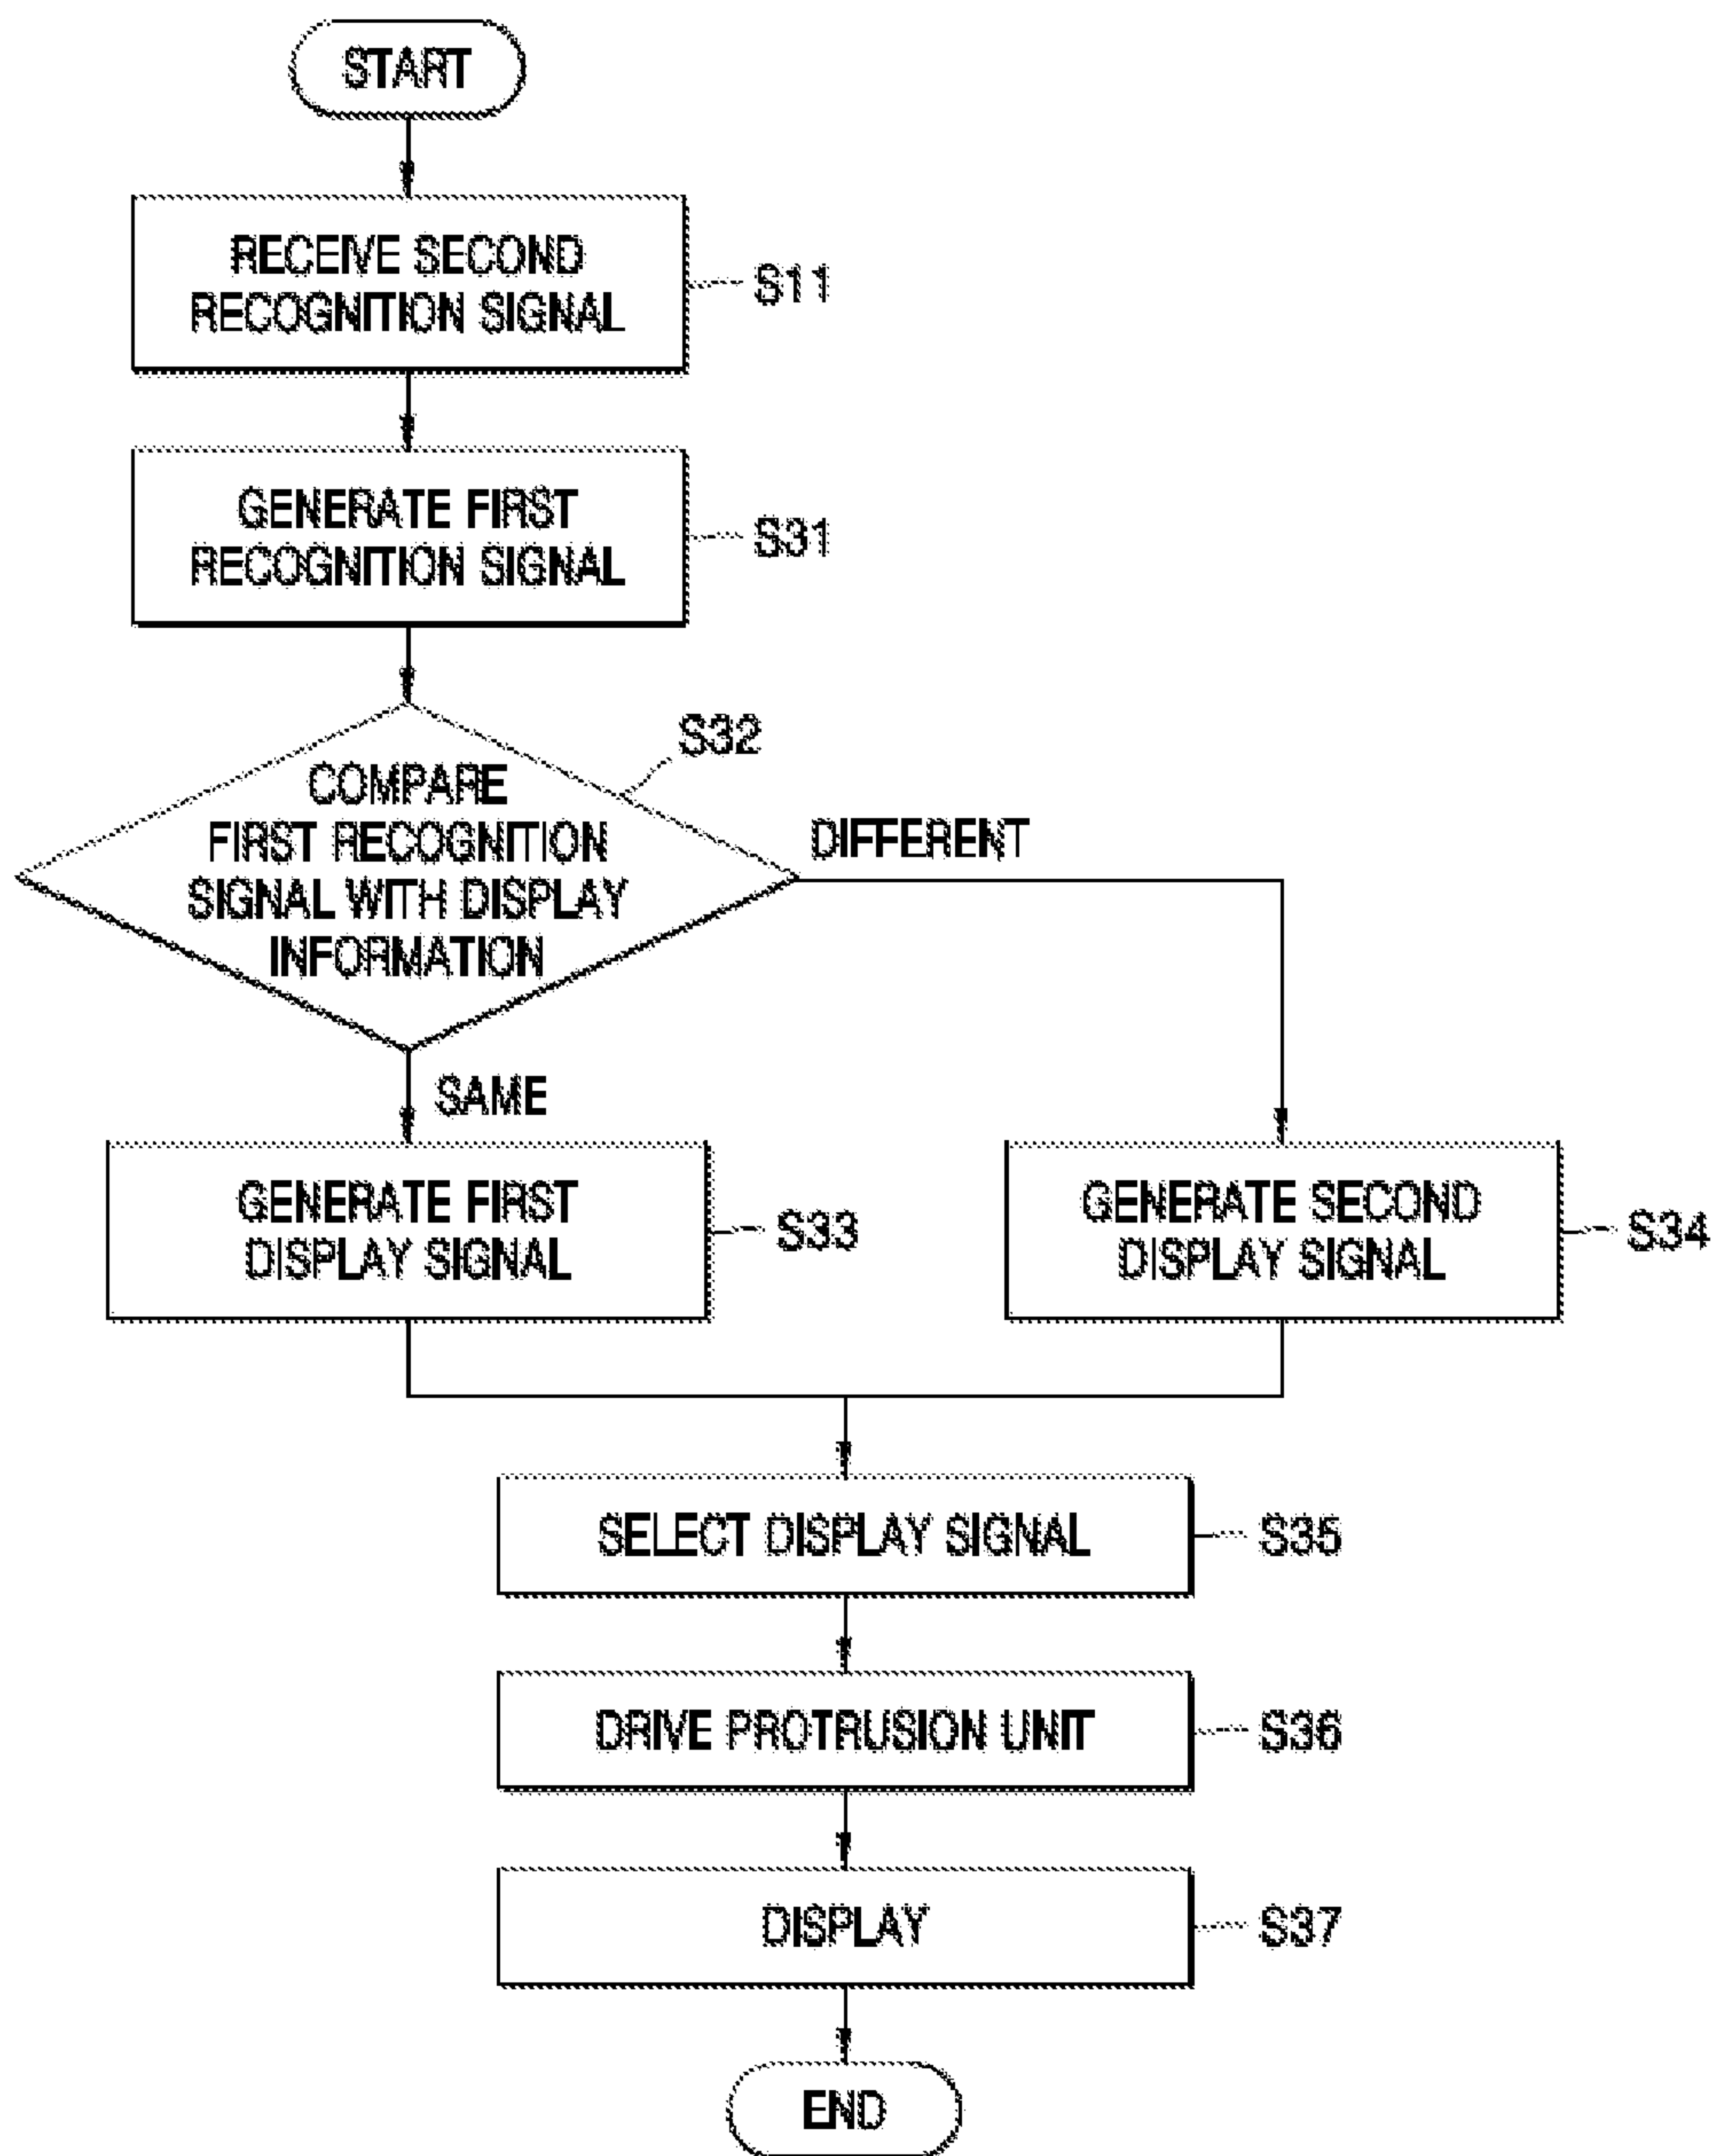 START
RECEIVE SECOND
RECOGNITION SIGNAL
S11
GENERATE FIRST
RECOGNITION SIGNAL
S31
S32
COMPARE
FIRST RECOGNITION
SIGNAL WITH DISPLAY
INFORMATION
DIFFERENT
SAME
GENERATE FIRST
DISPLAY SIGNAL
S33
GENERATE SECOND
DISPLAY SIGNAL
S34
SELECT DISPLAY SIGNAL
S35
DRIVE PROTRUSION UNIT
S36
DISPLAY
S37
END